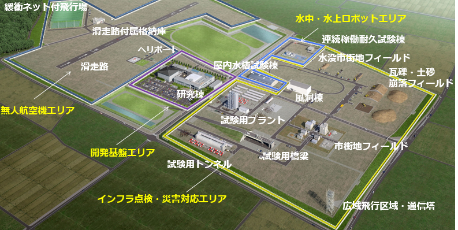 緩衝ネット付飛行場
滑走路付属格納庫
水中・水上ロボットエリア
ヘリポート
連続稼働耐久試験棟
滑走路
屋内水槽試験棟
水没市街地フィールド
瓦礫・土砂
崩落フィールド
研究棟
風洞棟
無人航空機エリア
試験用プラント
開発基盤エリア
市街地フィールド
試験用トンネル
試験用橋梁
インフラ点検・災害対応エリア
広域飛行区域・通信塔